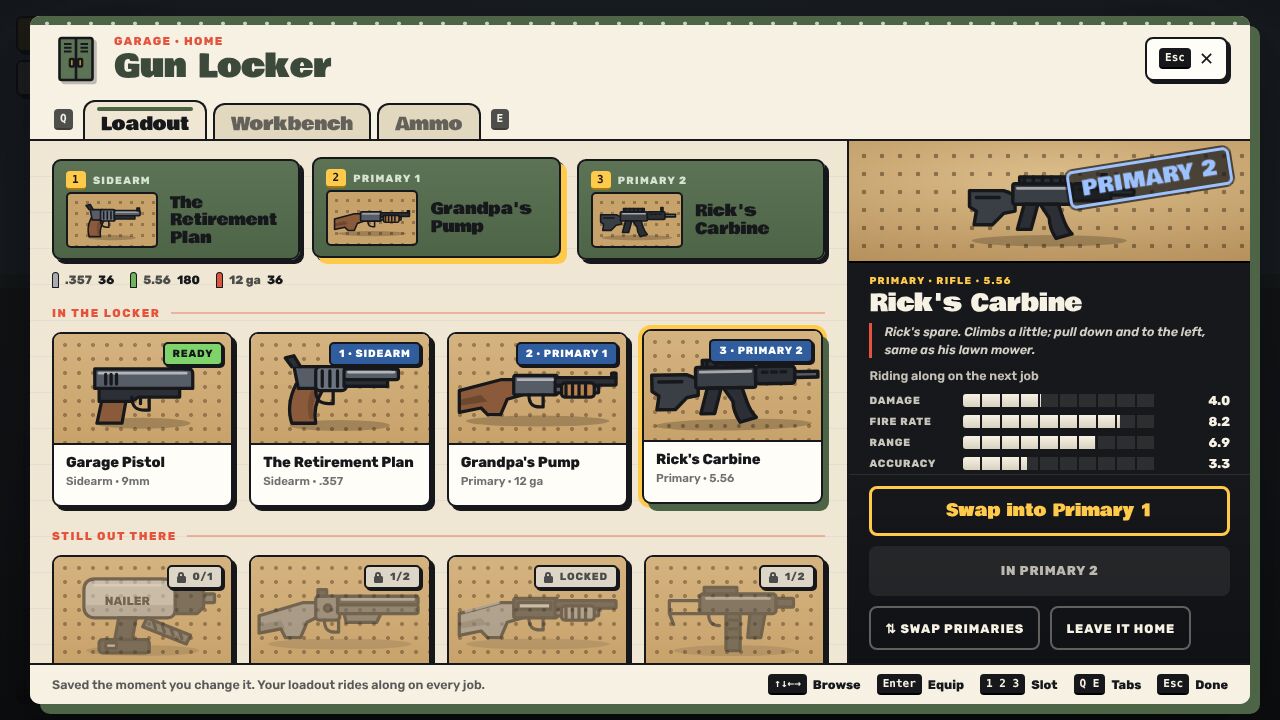 GARAGE • HOME
Gun Locker
Esc ✕
Q Loadout Workbench Ammo E
1 SIDEARM
The Retirement Plan
2 PRIMARY 1
Grandpa's Pump
3 PRIMARY 2
Rick's Carbine
.357 36 5.56 180 12 ga 36
IN THE LOCKER
READY
Garage Pistol
Sidearm • 9mm
1 • SIDEARM
The Retirement Plan
Sidearm • .357
2 • PRIMARY 1
Grandpa's Pump
Primary • 12 ga
3 • PRIMARY 2
Rick's Carbine
Primary • 5.56
STILL OUT THERE
0/1
NAILER
1/2
LOCKED
1/2
PRIMARY 2
PRIMARY • RIFLE • 5.56
Rick's Carbine
Rick's spare. Climbs a little; pull down and to the left,
same as his lawn mower.
Riding along on the next job
DAMAGE 4.0
FIRE RATE 8.2
RANGE 6.9
ACCURACY 3.3
Swap into Primary 1
IN PRIMARY 2
⇅ SWAP PRIMARIES LEAVE IT HOME
Saved the moment you change it. Your loadout rides along on every job.
↑↓←→ Browse Enter Equip 1 2 3 Slot Q E Tabs Esc Done